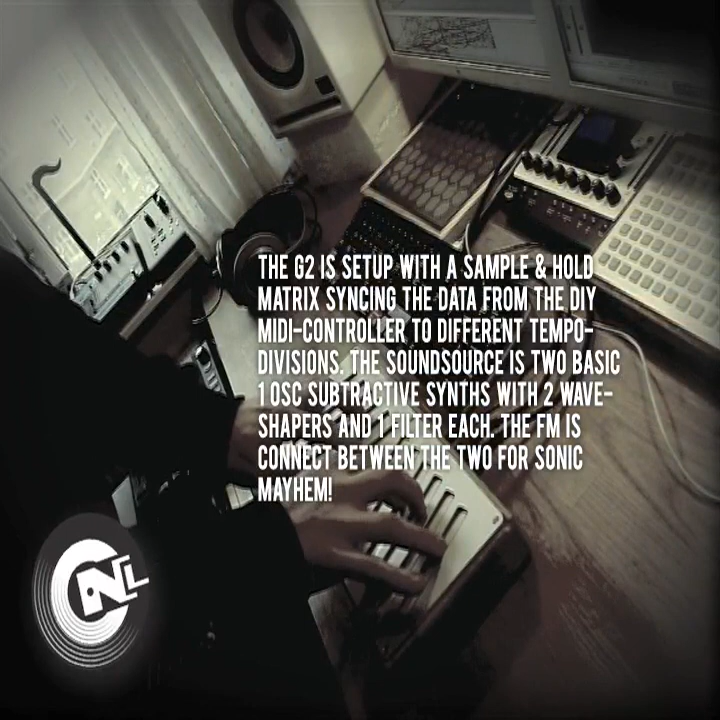 THE G2 IS SETUP WITH A SAMPLE & HOLD
MATRIX SYNCING THE DATA FROM THE DIY
MIDI-CONTROLLER TO DIFFERENT TEMPO-
DIVISIONS. THE SOUNDSOURCE IS TWO BASIC
1 OSC SUBTRACTIVE SYNTHS WITH 2 WAVE-
SHAPERS AND 1 FILTER EACH. THE FM IS
CONNECT BETWEEN THE TWO FOR SONIC
MAYHEM!